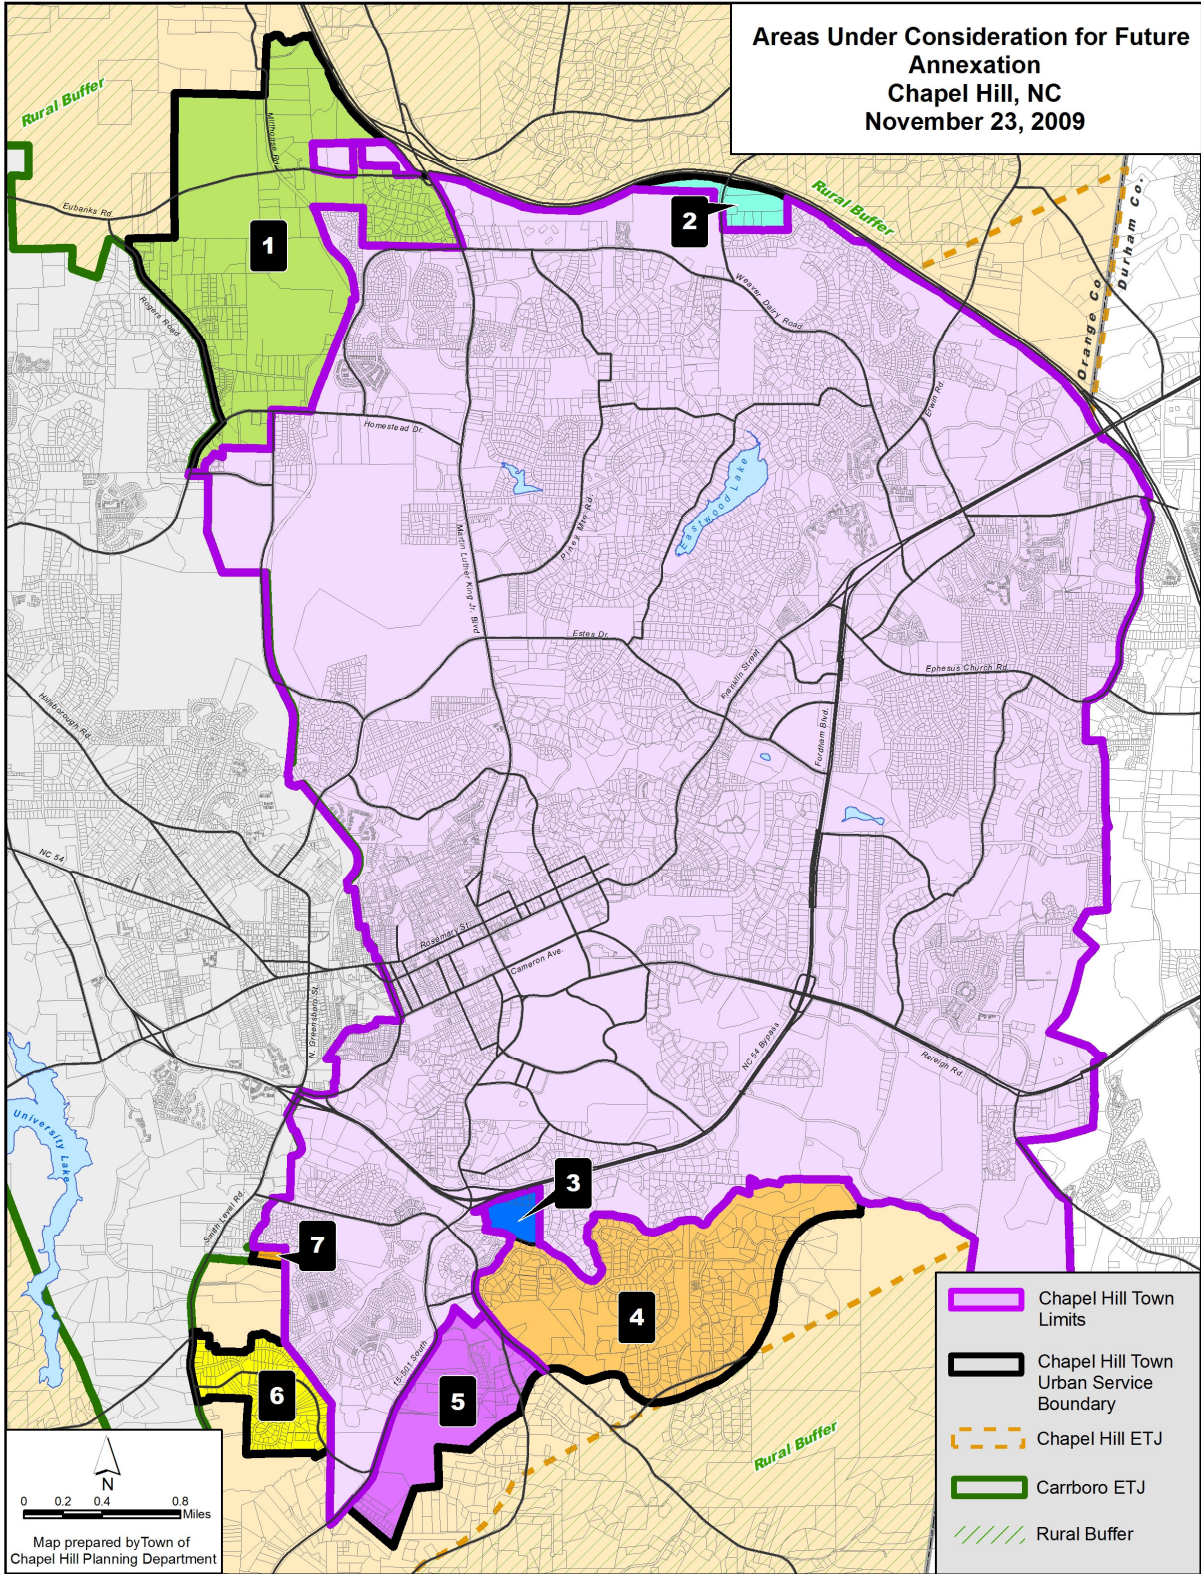 Areas Under Consideration for Future
Annexation
Chapel Hill, NC
November 23, 2009
Rural Buffer
Millhouse Rd.
Eubanks Rd.
1
2
Rural Buffer
Orange Co.
Durham Co.
Rogers Road
Weaver Dairy Road
Erwin Rd.
Homestead Dr.
Eastwood Lake
Piney Mtn Rd.
Martin Luther King Jr. Blvd
Estes Dr.
Franklin Street
Ephesus Church Rd.
Hillsborough Rd.
Fordham Blvd.
NC 54
Rosemary St.
Cameron Ave.
N. Greensboro St.
NC 54 Bypass
Raleigh Rd.
University Lake
Smith Level Rd.
3
7
4
15-501 South
6
5
Rural Buffer
Chapel Hill Town
Limits
Chapel Hill Town
Urban Service
Boundary
Chapel Hill ETJ
Carrboro ETJ
Rural Buffer
N
0 0.2 0.4 0.8
Miles
Map prepared by Town of
Chapel Hill Planning Department